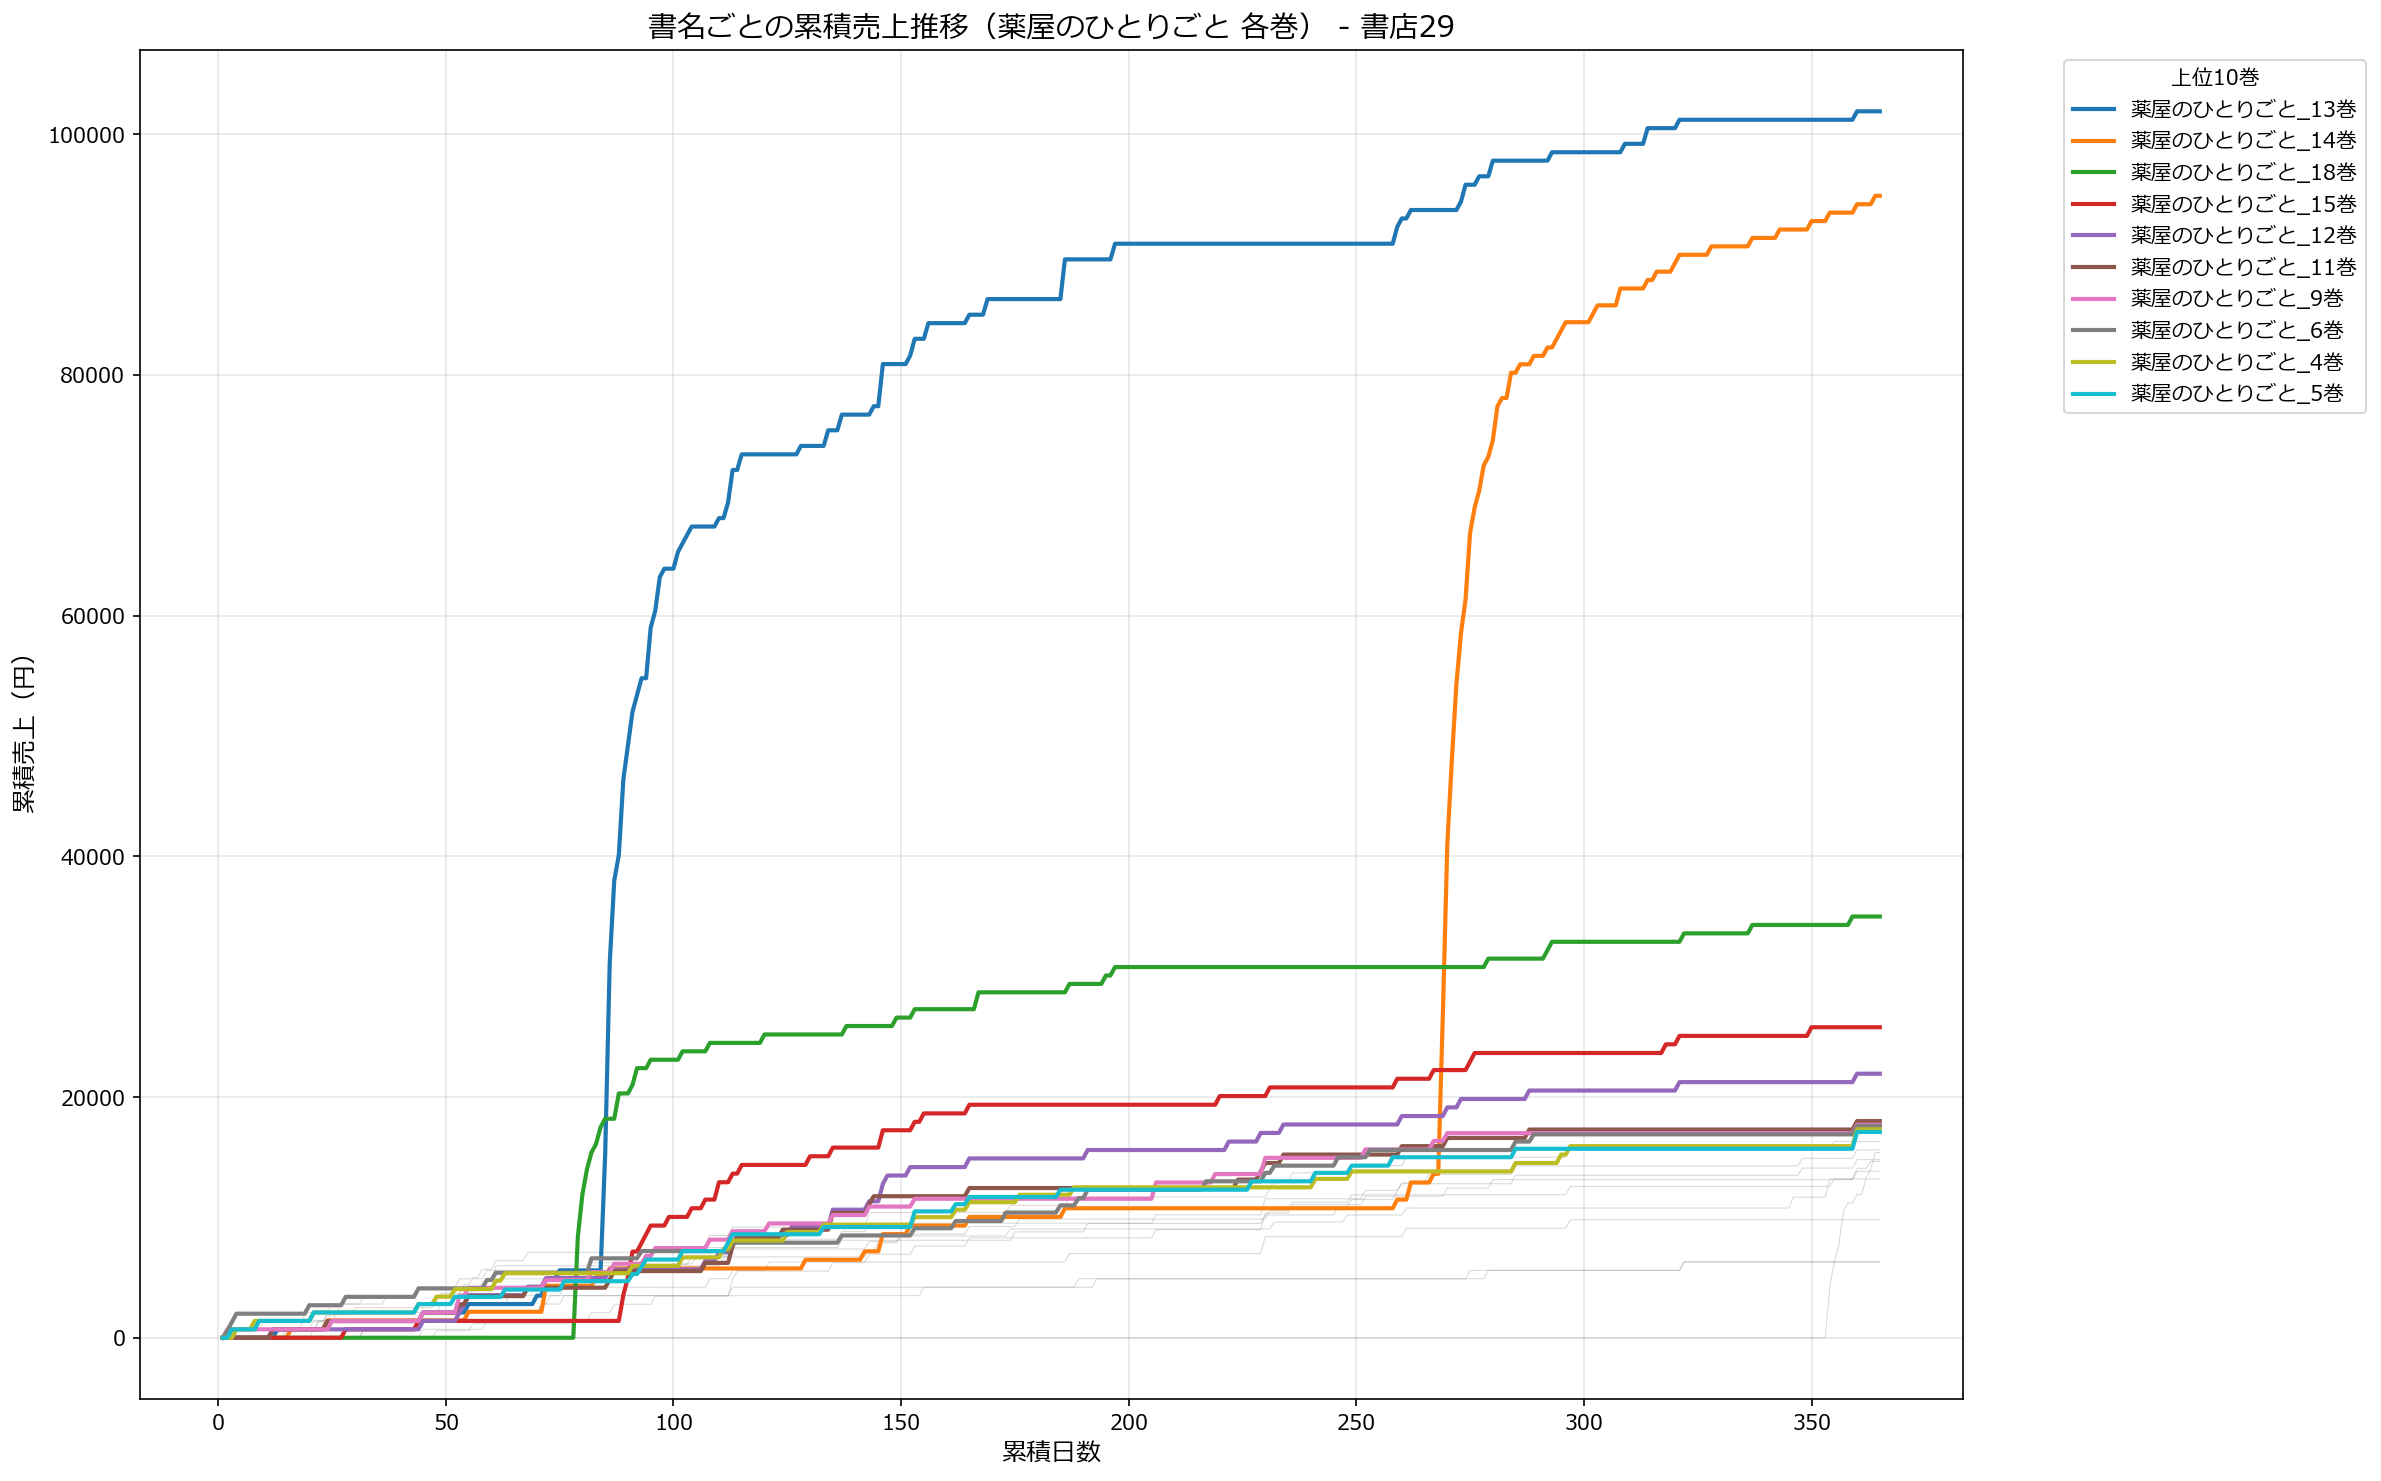 書名ごとの累積売上推移（薬屋のひとりごと 各巻） - 書店29
累積売上（円）
100000
80000
60000
40000
20000
0
0 50 100 150 200 250 300 350
累積日数
上位10巻
薬屋のひとりごと_13巻
薬屋のひとりごと_14巻
薬屋のひとりごと_18巻
薬屋のひとりごと_15巻
薬屋のひとりごと_12巻
薬屋のひとりごと_11巻
薬屋のひとりごと_9巻
薬屋のひとりごと_6巻
薬屋のひとりごと_4巻
薬屋のひとりごと_5巻